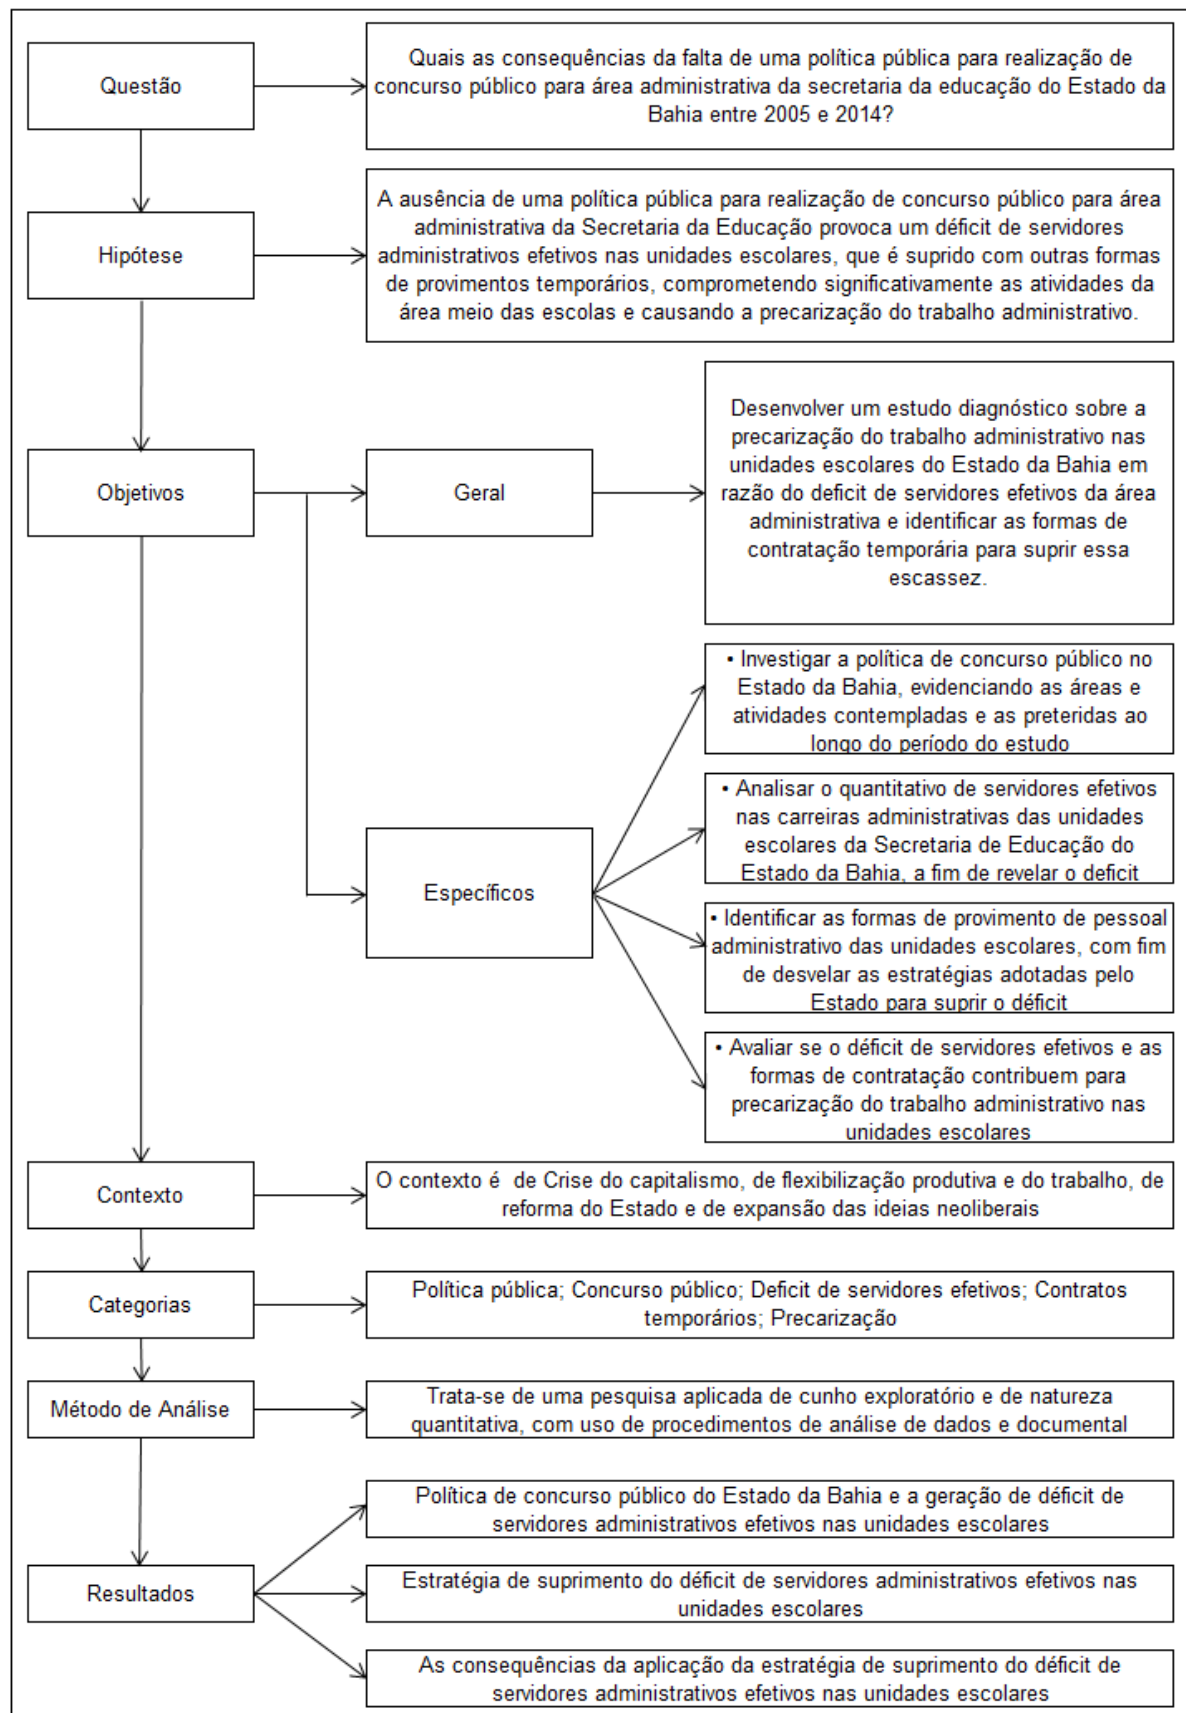 Questão
Quais as consequências da falta de uma política pública para realização de
concurso público para área administrativa da secretaria da educação do Estado da
Bahia entre 2005 e 2014?
Hipótese
A ausência de uma política pública para realização de concurso público para área
administrativa da Secretaria da Educação provoca um déficit de servidores
administrativos efetivos nas unidades escolares, que é suprido com outras formas
de provimentos temporários, comprometendo significativamente as atividades da
área meio das escolas e causando a precarização do trabalho administrativo.
Objetivos
Geral
Desenvolver um estudo diagnóstico sobre a
precarização do trabalho administrativo nas
unidades escolares do Estado da Bahia em
razão do deficit de servidores efetivos da área
administrativa e identificar as formas de
contratação temporária para suprir essa
escassez.
Específicos
• Investigar a política de concurso público no
Estado da Bahia, evidenciando as áreas e
atividades contempladas e as preteridas ao
longo do período do estudo
• Analisar o quantitativo de servidores efetivos
nas carreiras administrativas das unidades
escolares da Secretaria de Educação do
Estado da Bahia, a fim de revelar o deficit
• Identificar as formas de provimento de pessoal
administrativo das unidades escolares, com fim
de desvelar as estratégias adotadas pelo
Estado para suprir o déficit
• Avaliar se o déficit de servidores efetivos e as
formas de contratação contribuem para
precarização do trabalho administrativo nas
unidades escolares
Contexto
O contexto é de Crise do capitalismo, de flexibilização produtiva e do trabalho, de
reforma do Estado e de expansão das ideias neoliberais
Categorias
Política pública; Concurso público; Deficit de servidores efetivos; Contratos
temporários; Precarização
Método de Análise
Trata-se de uma pesquisa aplicada de cunho exploratório e de natureza
quantitativa, com uso de procedimentos de análise de dados e documental
Resultados
Política de concurso público do Estado da Bahia e a geração de déficit de
servidores administrativos efetivos nas unidades escolares
Estratégia de suprimento do déficit de servidores administrativos efetivos nas
unidades escolares
As consequências da aplicação da estratégia de suprimento do déficit de
servidores administrativos efetivos nas unidades escolares